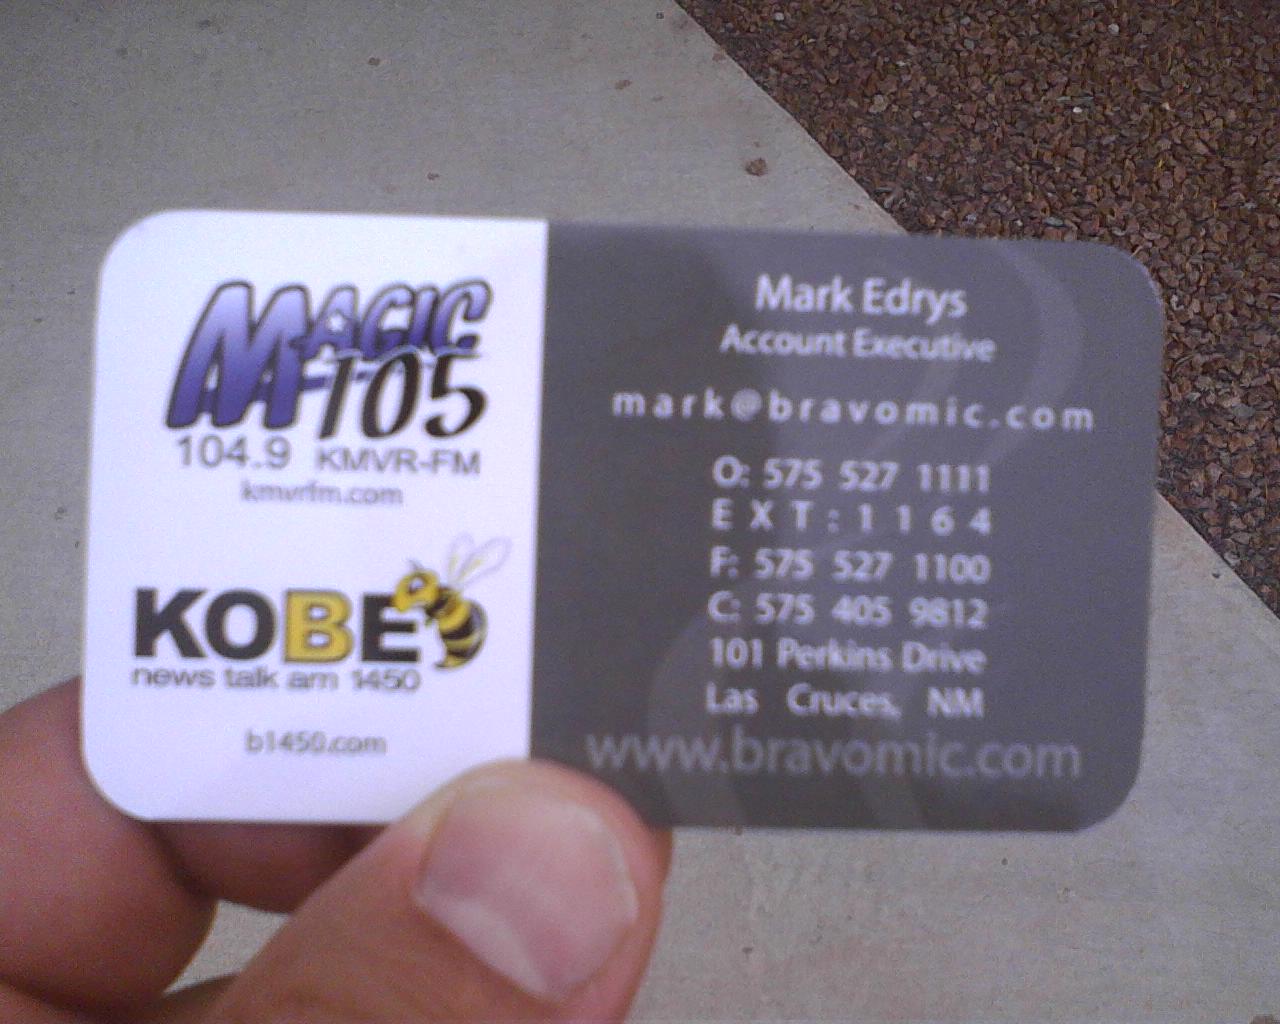 MAGIC
105
104.9 KMVR-FM
kmvrfm.com
KOBE
news talk am 1450
b1450.com
Mark Edrys
Account Executive
mark@bravomic.com
O: 575 527 1111
EXT:1164
F: 575 527 1100
C: 575 405 9812
101 Perkins Drive
Las Cruces, NM
www.bravomic.com